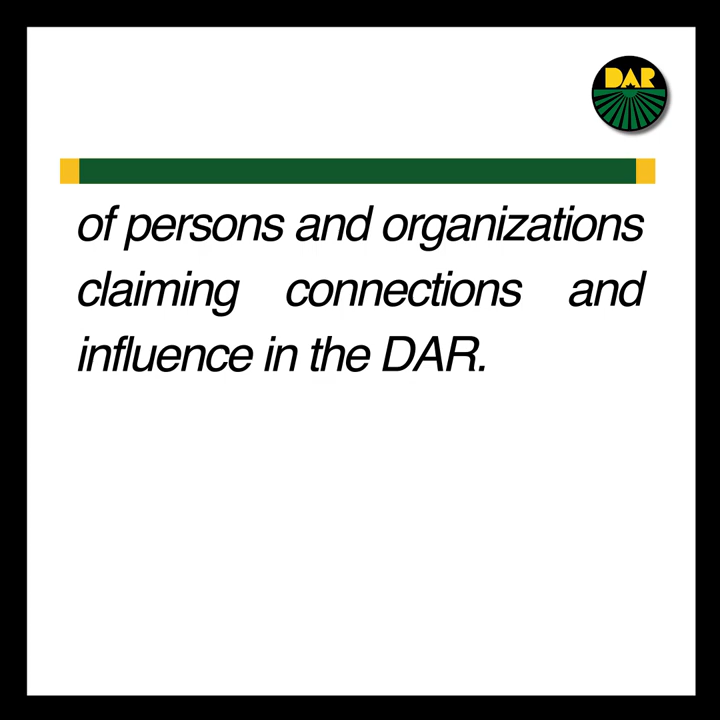 DAR
of persons and organizations
claiming connections and
influence in the DAR.